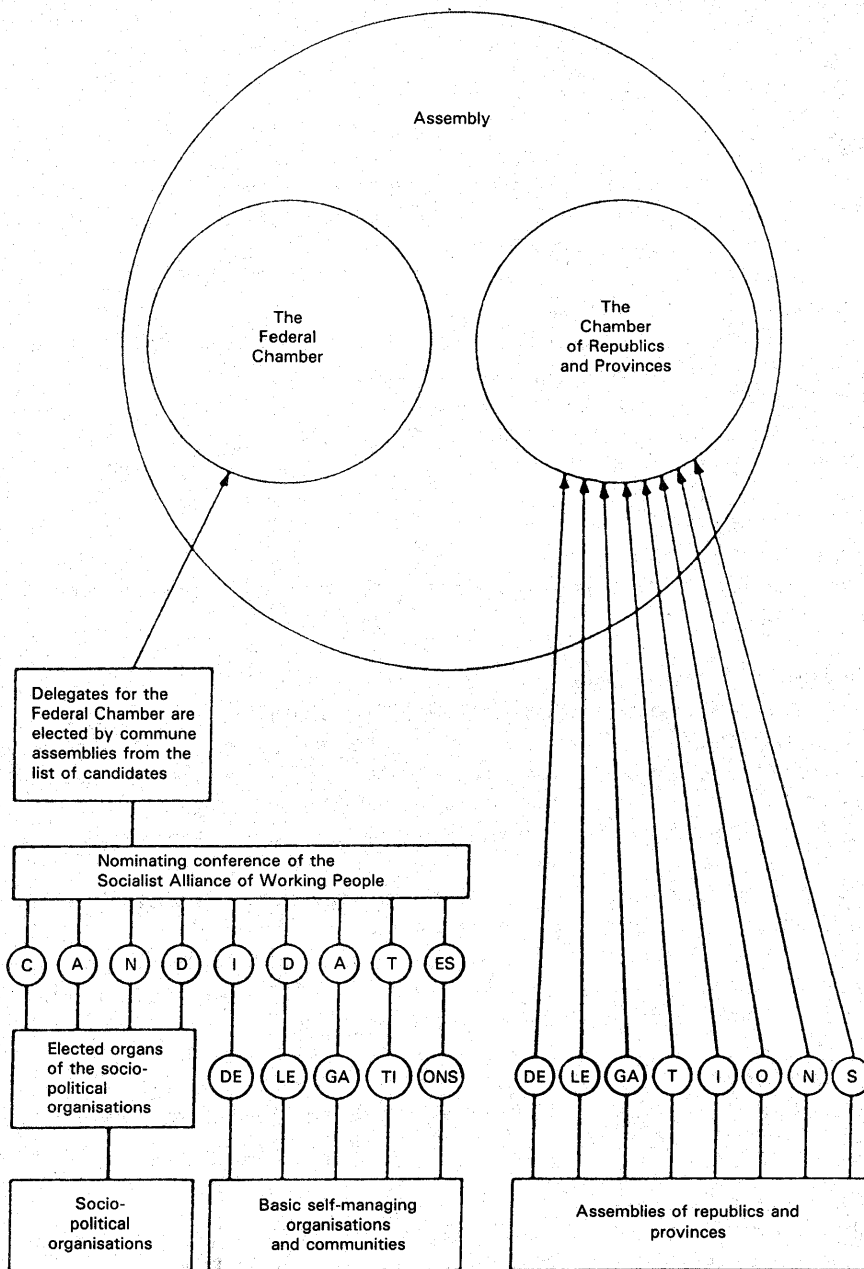 Assembly
The
Federal
Chamber
The
Chamber
of Republics
and Provinces
Delegates for the
Federal Chamber are
elected by commune
assemblies from the
list of candidates
Nominating conference of the
Socialist Alliance of Working People
C A N D I D A T ES
Elected organs
of the socio-
political
organisations
DE LE GA TI ONS
DE LE GA T I O N S
Socio-
political
organisations
Basic self-managing
organisations
and communities
Assemblies of republics and
provinces